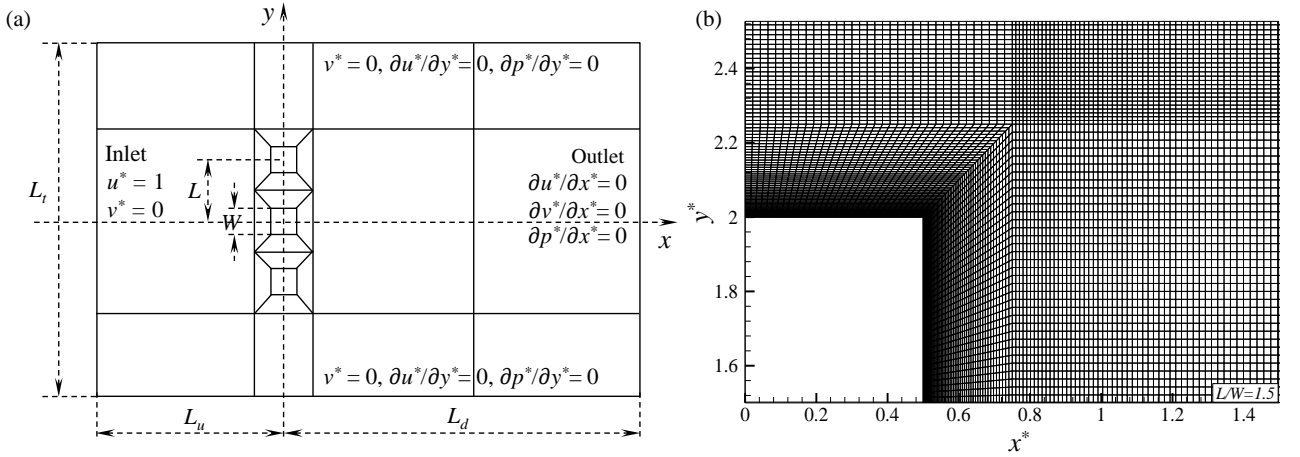 (a)
y
v* = 0, ∂u*/∂y* = 0, ∂p*/∂y* = 0
Inlet
u* = 1
v* = 0
L_t
L
W
Outlet
∂u*/∂x* = 0
∂v*/∂x* = 0
∂p*/∂x* = 0
x
v* = 0, ∂u*/∂y* = 0, ∂p*/∂y* = 0
L_u
L_d
(b)
y*
2.4
2.2
2
1.8
1.6
L/W=1.5
0 0.2 0.4 0.6 0.8 1 1.2 1.4
x*